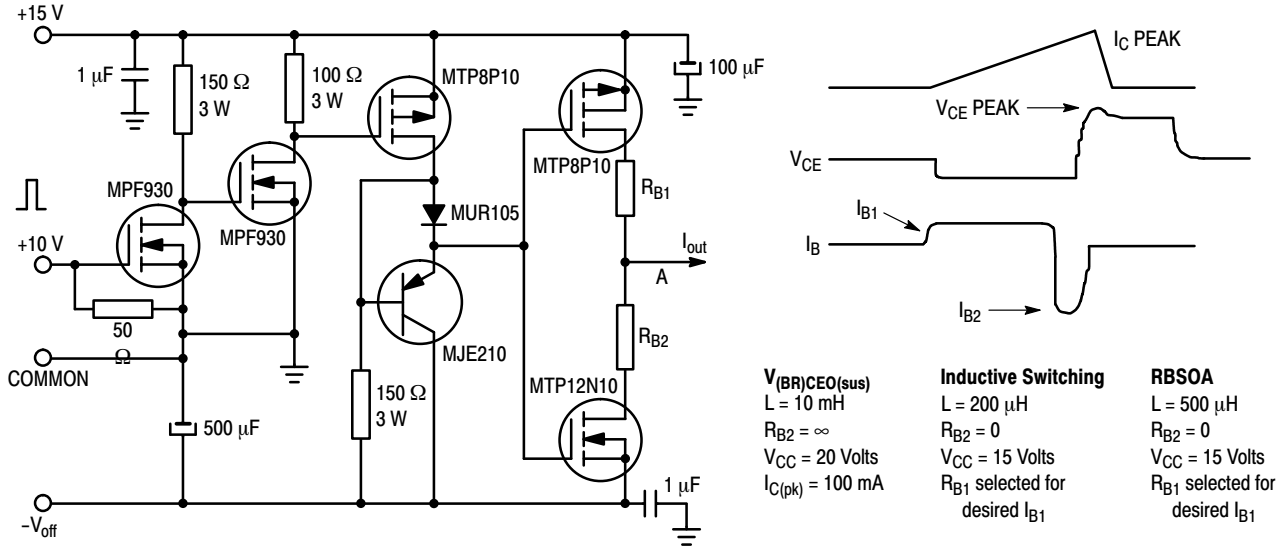 +15 V
1 μF
150 Ω
3 W
100 Ω
3 W
MTP8P10
100 μF
MTP8P10
R_B1
MPF930
MPF930
+10 V
MUR105
I_out
A
50
Ω
COMMON
R_B2
MJE210
150 Ω
3 W
MTP12N10
500 μF
1 μF
–V_off
I_C PEAK
V_CE PEAK
V_CE
I_B1
I_B
I_B2
V_(BR)CEO(sus)
L = 10 mH
R_B2 = ∞
V_CC = 20 Volts
I_C(pk) = 100 mA
Inductive Switching
L = 200 μH
R_B2 = 0
V_CC = 15 Volts
R_B1 selected for
desired I_B1
RBSOA
L = 500 μH
R_B2 = 0
V_CC = 15 Volts
R_B1 selected for
desired I_B1